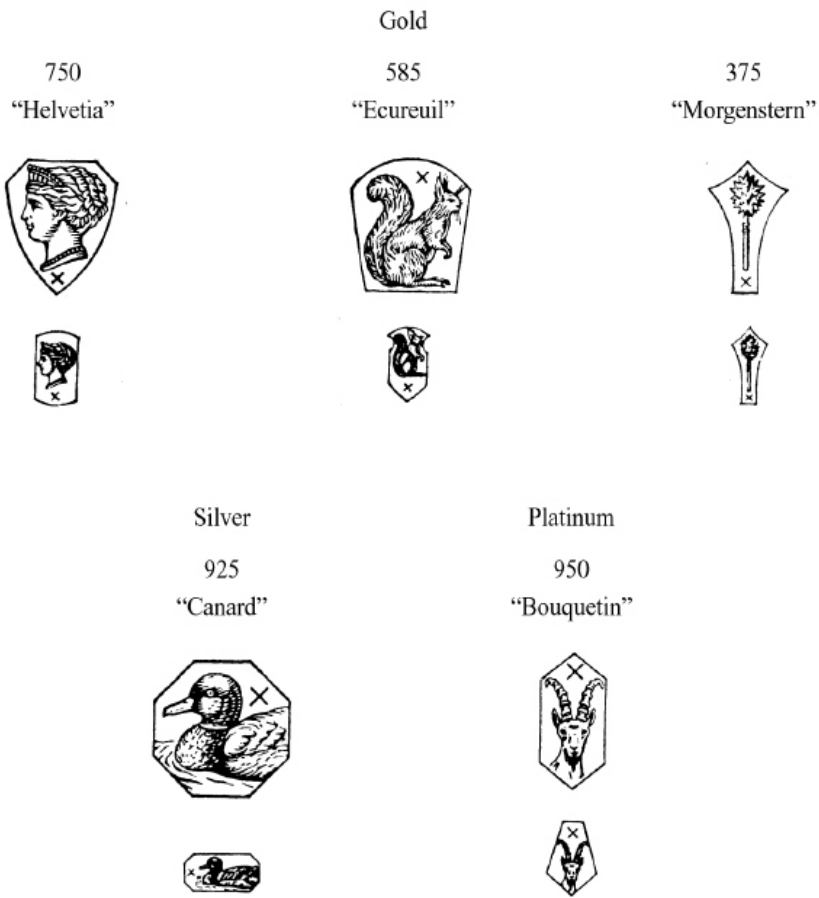 Gold
750 585 375
“Helvetia” “Ecureuil” “Morgenstern”
Silver Platinum
925 950
“Canard” “Bouquetin”